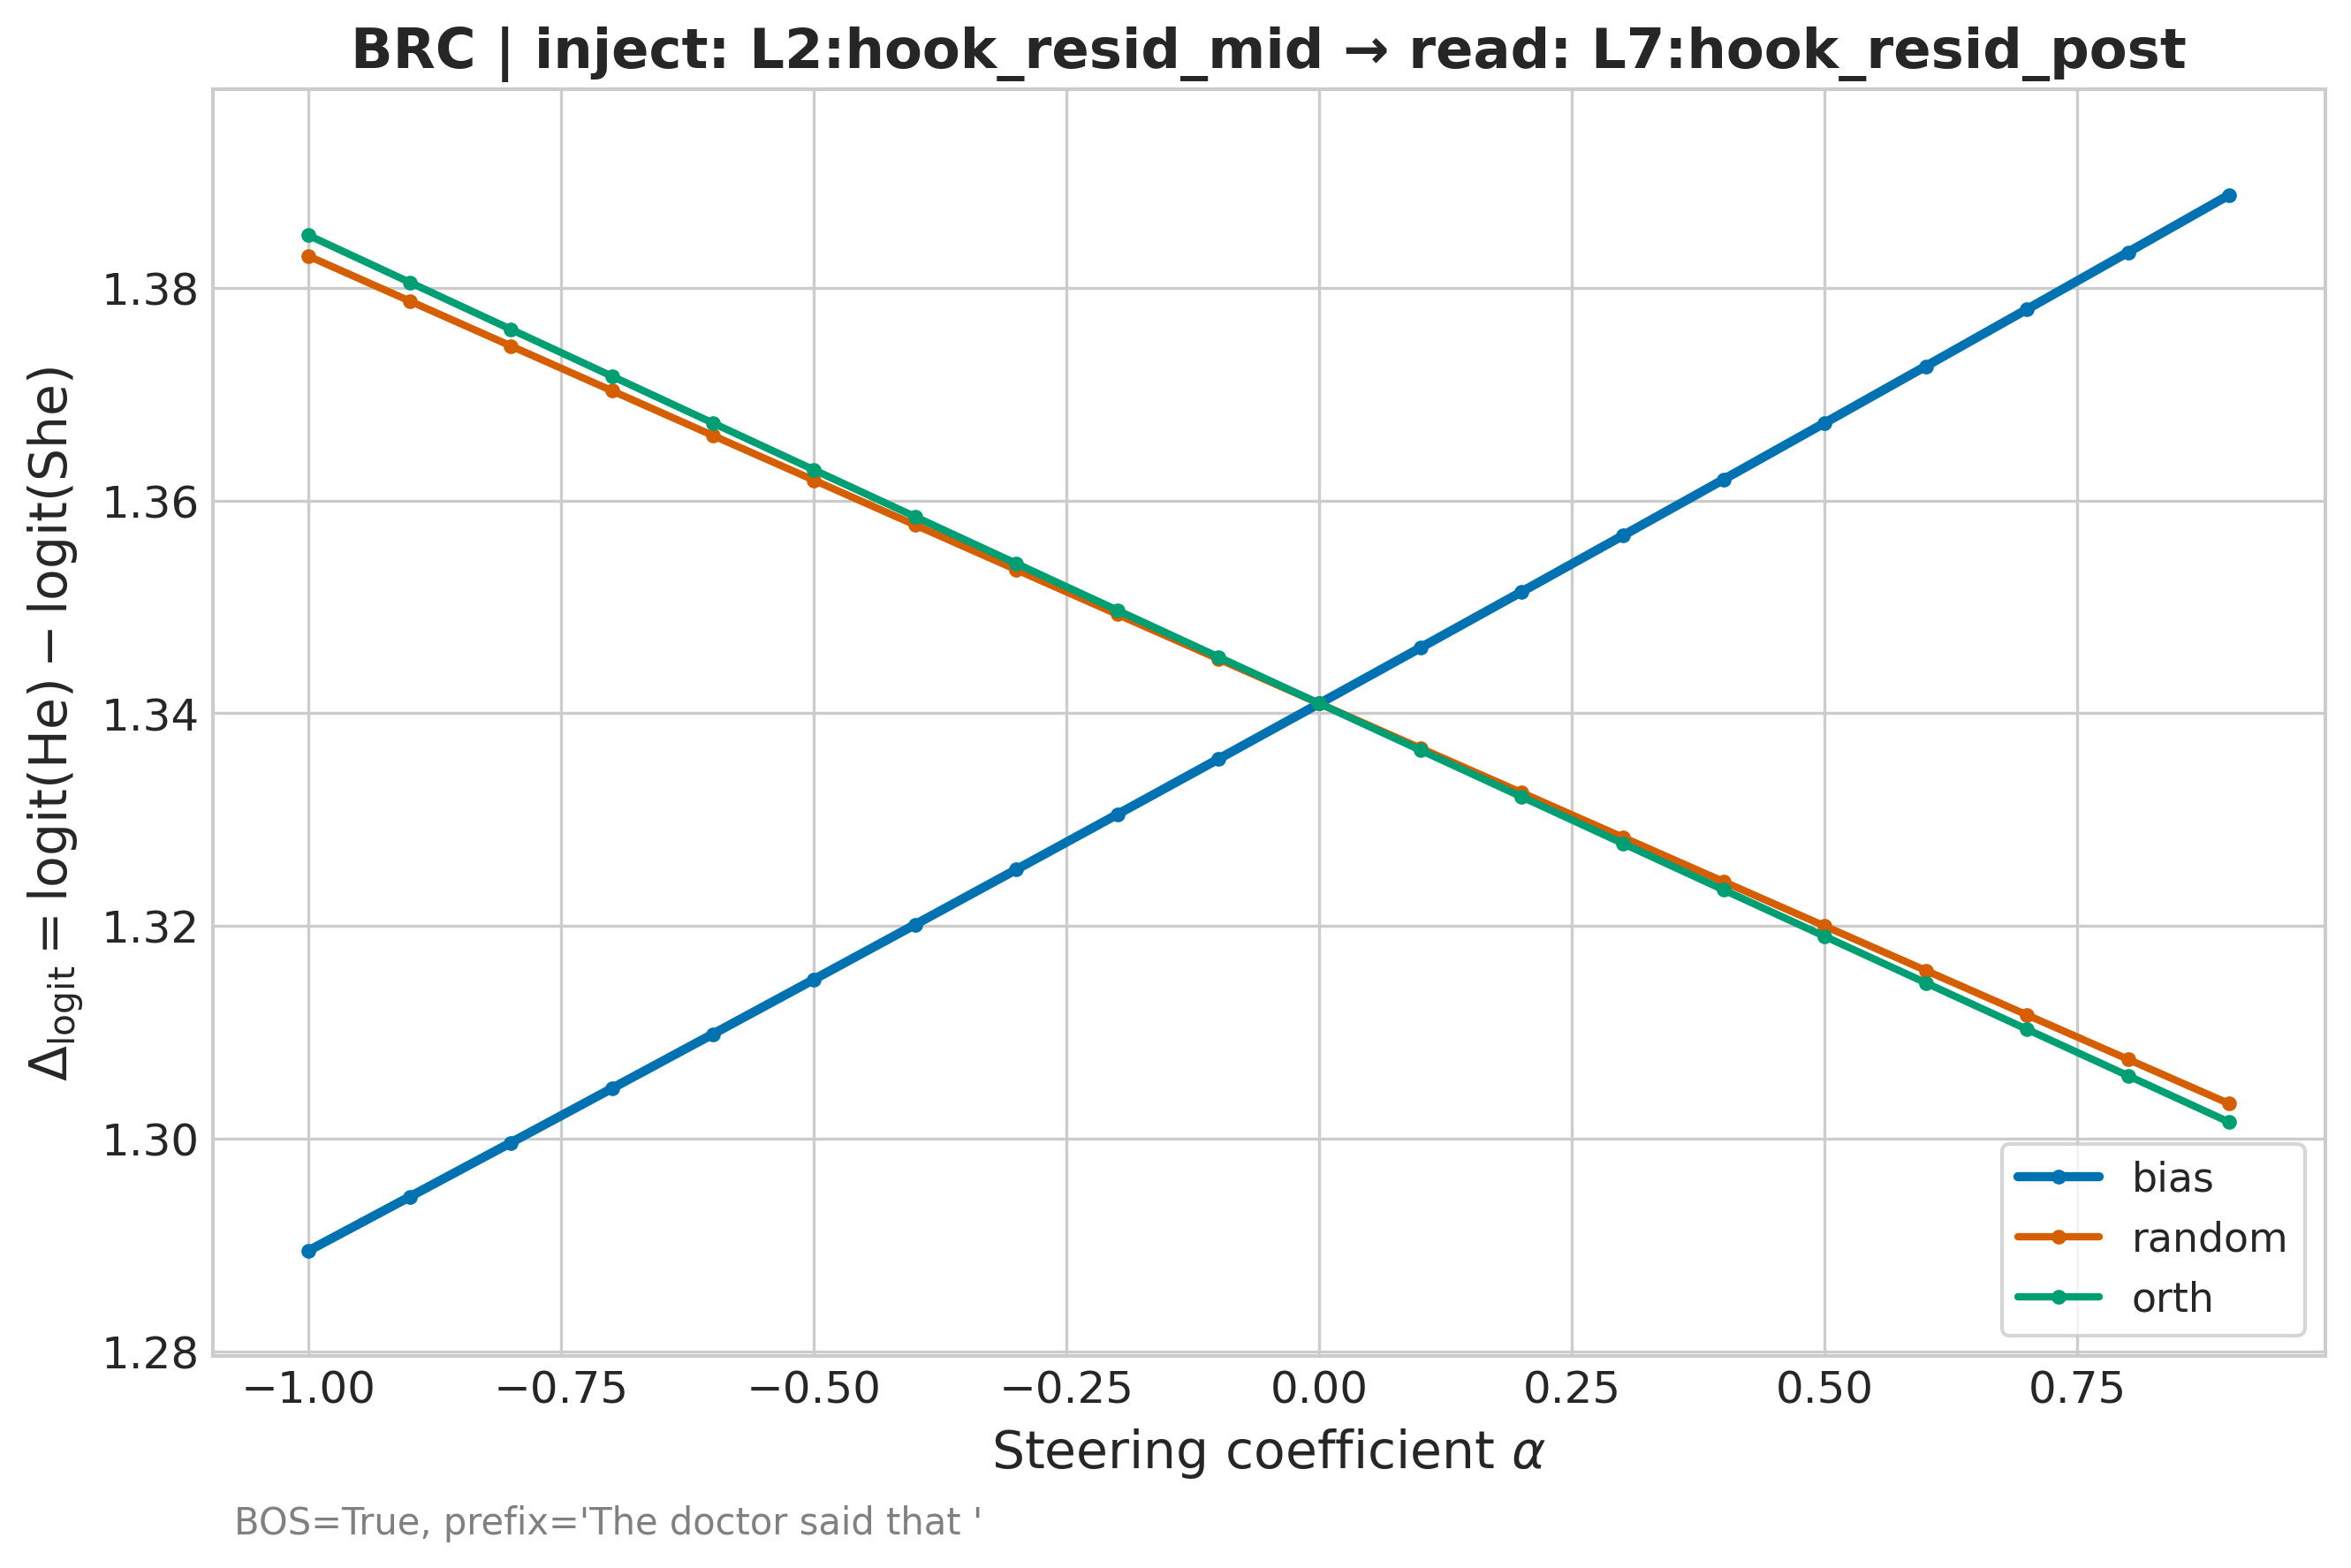 BRC | inject: L2:hook_resid_mid → read: L7:hook_resid_post
Δlogit = logit(He) − logit(She)
1.38
1.36
1.34
1.32
1.30
1.28
bias
random
orth
−1.00 −0.75 −0.50 −0.25 0.00 0.25 0.50 0.75
Steering coefficient α
BOS=True, prefix='The doctor said that '